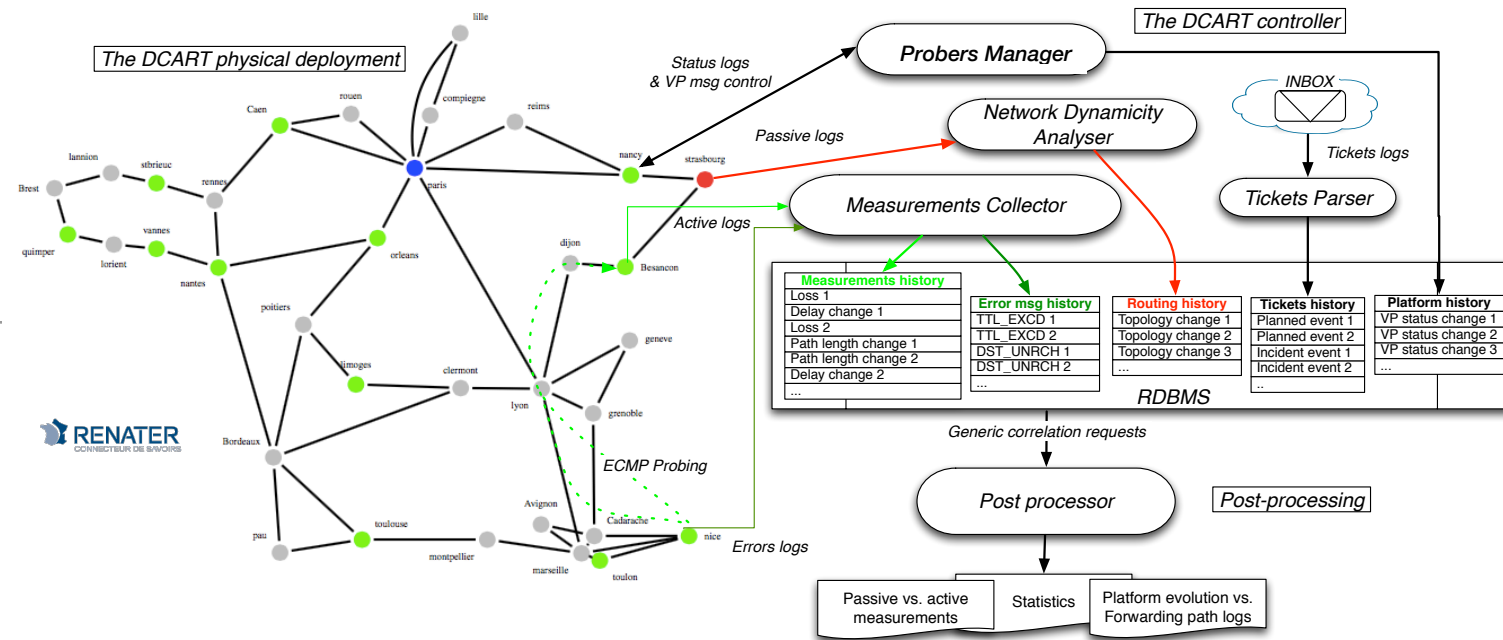 The DCART physical deployment
lille
Caen
rouen
compiegne
reims
lannion
stbrieuc
Brest
rennes
paris
nancy
strasbourg
quimper
lorient
vannes
nantes
orleans
dijon
Besancon
poitiers
limoges
clermont
lyon
geneve
grenoble
Bordeaux
RENATER
CONNECTEUR DE SAVOIRS
ECMP Probing
Avignon
Cadarache
nice
pau
toulouse
montpellier
marseille
toulon
Status logs
& VP msg control
Passive logs
Active logs
Errors logs
The DCART controller
Probers Manager
INBOX
Network Dynamicity
Analyser
Tickets logs
Measurements Collector
Tickets Parser
Measurements history
Loss 1
Delay change 1
Loss 2
Path length change 1
Path length change 2
Delay change 2
...
Error msg history
TTL_EXCD 1
TTL_EXCD 2
DST_UNRCH 1
DST_UNRCH 2
...
Routing history
Topology change 1
Topology change 2
Topology change 3
...
Tickets history
Planned event 1
Planned event 2
Incident event 1
Incident event 2
..
Platform history
VP status change 1
VP status change 2
VP status change 3
...
RDBMS
Generic correlation requests
Post processor
Post-processing
Passive vs. active
measurements
Statistics
Platform evolution vs.
Forwarding path logs